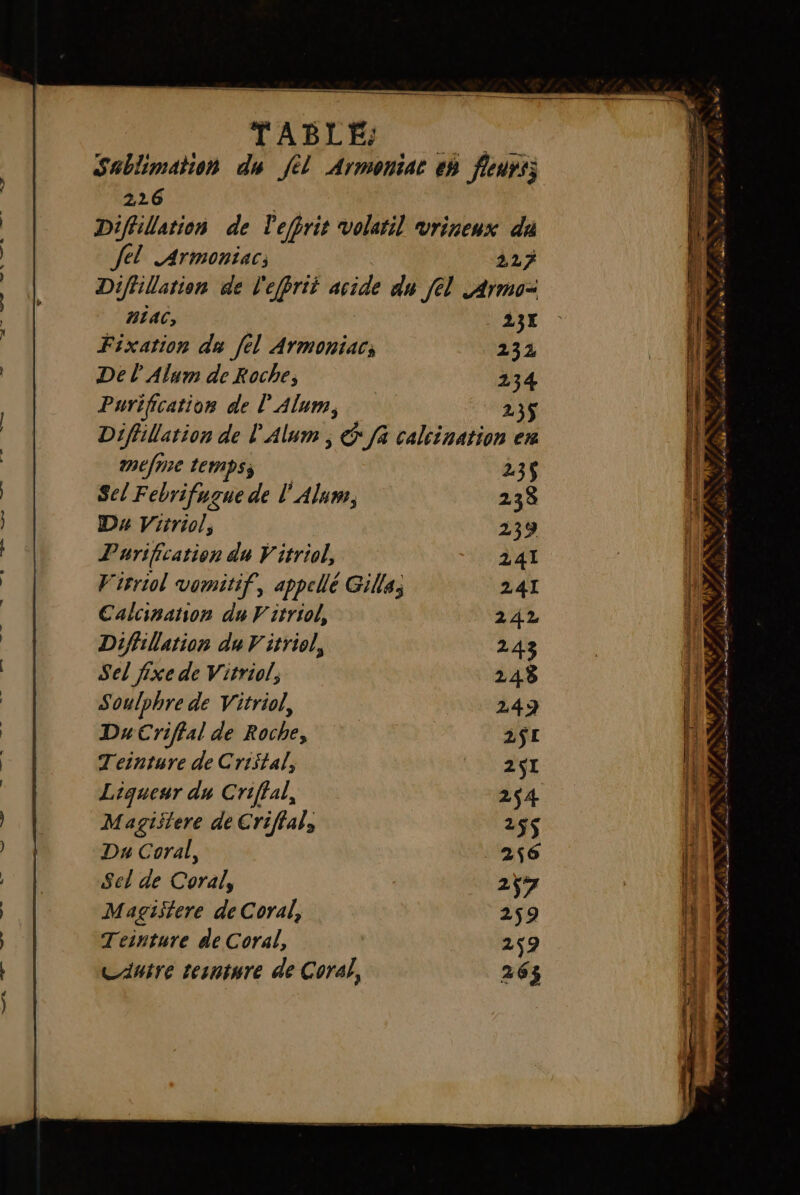 TABLE;
Sublimation du ſel Armoniac en fleurs;
226
Diſtillation de l'eſprit volatil vrineux du
ſel Armoniac, 227
Diſtillation de l'eſprit acide du ſel Armo-
niac, 231
Fixation du ſel Armoniac, 232
De l'Alum de Roche, 234
Purification de l'Alum, 235
Diſtillation de l'Alum, & ſa calcination en
meſme temps, 235
Sel Febrifugue de l'Alum, 238
Du Vitriol, 239
Purification du Vitriol, 241
Vitriol vomitif, appellé Gilla, 241
Calcination du Vitriol, 242
Diſtillation du Vitriol, 243
Sel fixe de Vitriol, 248
Soulphre de Vitriol, 249
Du Criſtal de Roche, 251
Teinture de Cristal, 251
Liqueur du Criſtal, 254
Magistere de Criſtal, 255
Du Coral, 256
Sel de Coral, 257
Magistere de Coral, 259
Teinture de Coral, 259
Autre teinture de Coral, 263